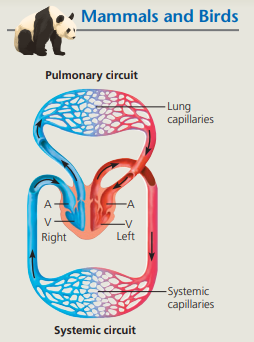 Mammals and Birds
Pulmonary circuit
Lung
capillaries
A
A
V
V
Right
Left
Systemic
capillaries
Systemic circuit